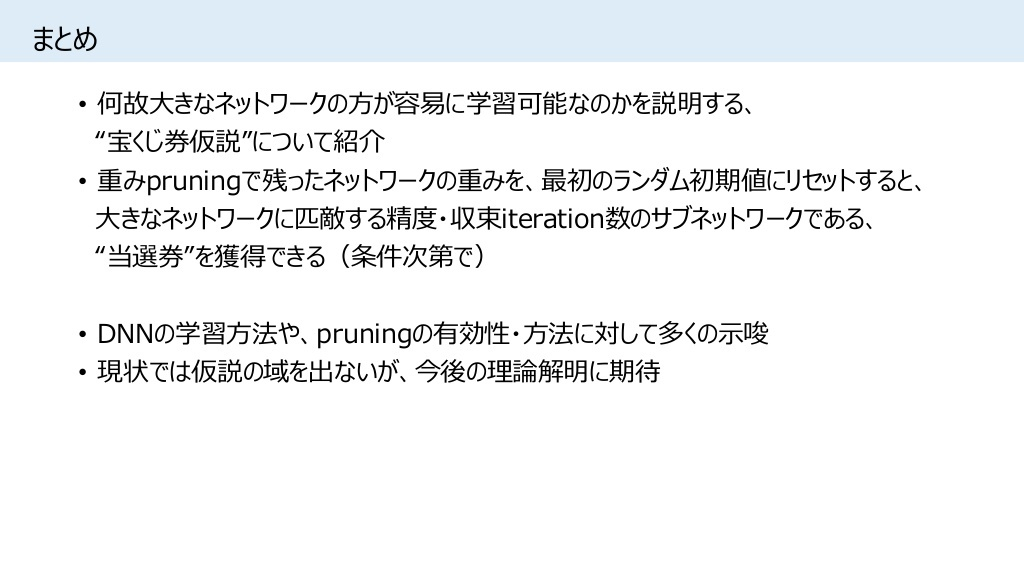 まとめ
• 何故大きなネットワークの方が容易に学習可能なのかを説明する、
“宝くじ券仮説”について紹介
• 重みpruningで残ったネットワークの重みを、最初のランダム初期値にリセットすると、
大きなネットワークに匹敵する精度・収束iteration数のサブネットワークである、
“当選券”を獲得できる（条件次第で）
• DNNの学習方法や、pruningの有効性・方法に対して多くの示唆
• 現状では仮説の域を出ないが、今後の理論解明に期待